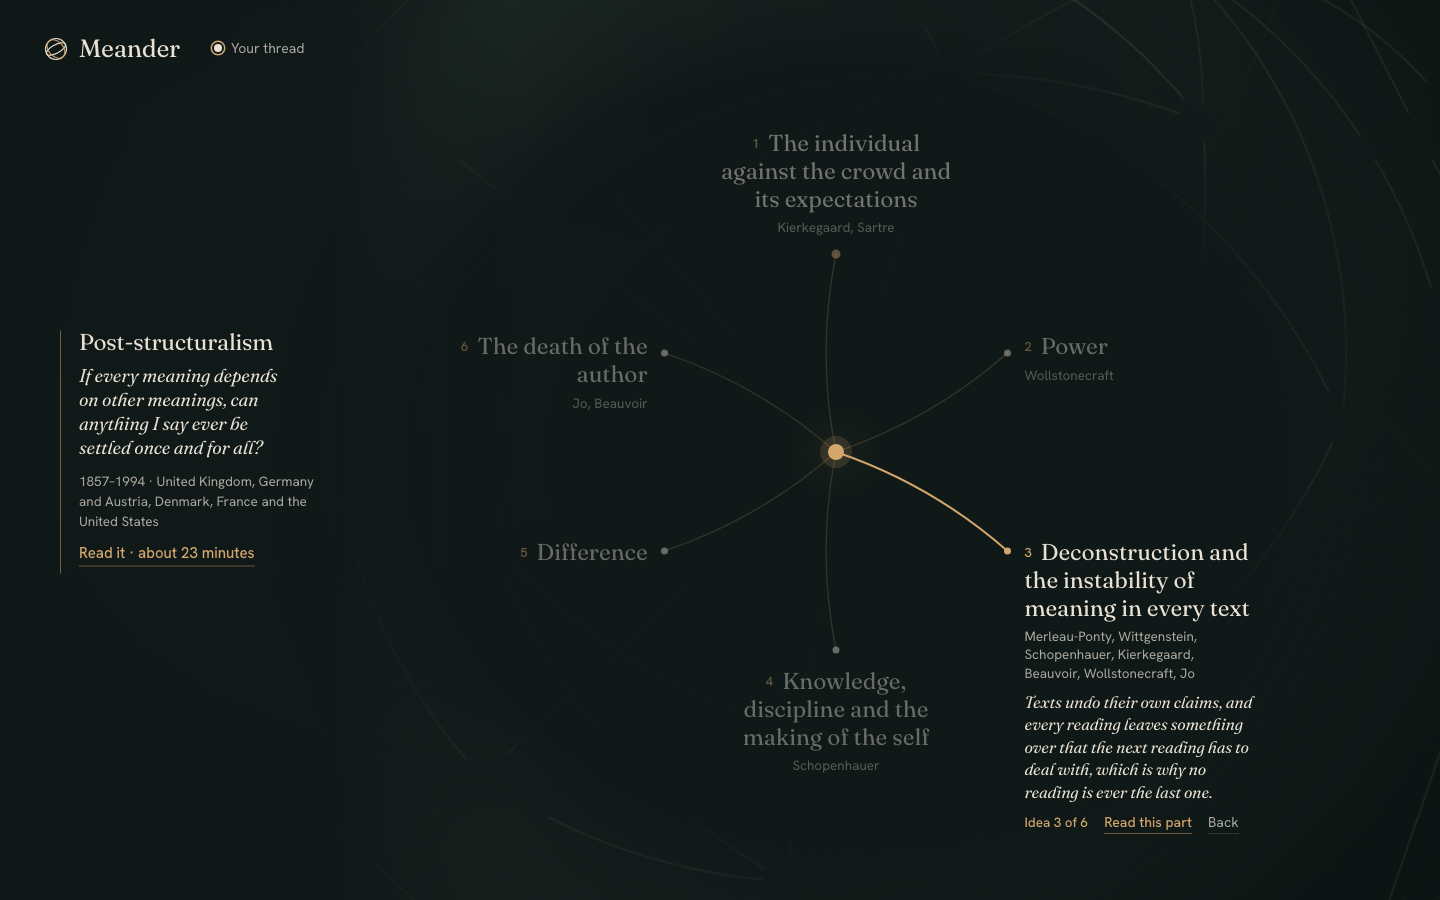 Meander
Your thread
1 The individual
against the crowd and
its expectations
Kierkegaard, Sartre
6 The death of the
author
Jo, Beauvoir
2 Power
Wollstonecraft
Post-structuralism
If every meaning depends
on other meanings, can
anything I say ever be
settled once and for all?
1857–1994 · United Kingdom, Germany
and Austria, Denmark, France and the
United States
Read it · about 23 minutes
5 Difference
3 Deconstruction and
the instability of
meaning in every text
Merleau-Ponty, Wittgenstein,
Schopenhauer, Kierkegaard,
Beauvoir, Wollstonecraft, Jo
Texts undo their own claims, and
every reading leaves something
over that the next reading has to
deal with, which is why no
reading is ever the last one.
Idea 3 of 6 Read this part Back
4 Knowledge,
discipline and the
making of the self
Schopenhauer